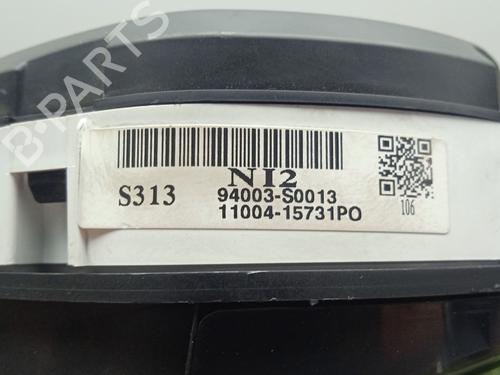 B-PARTS
NI2
S313
94003-S0013
11004-15731PO
106